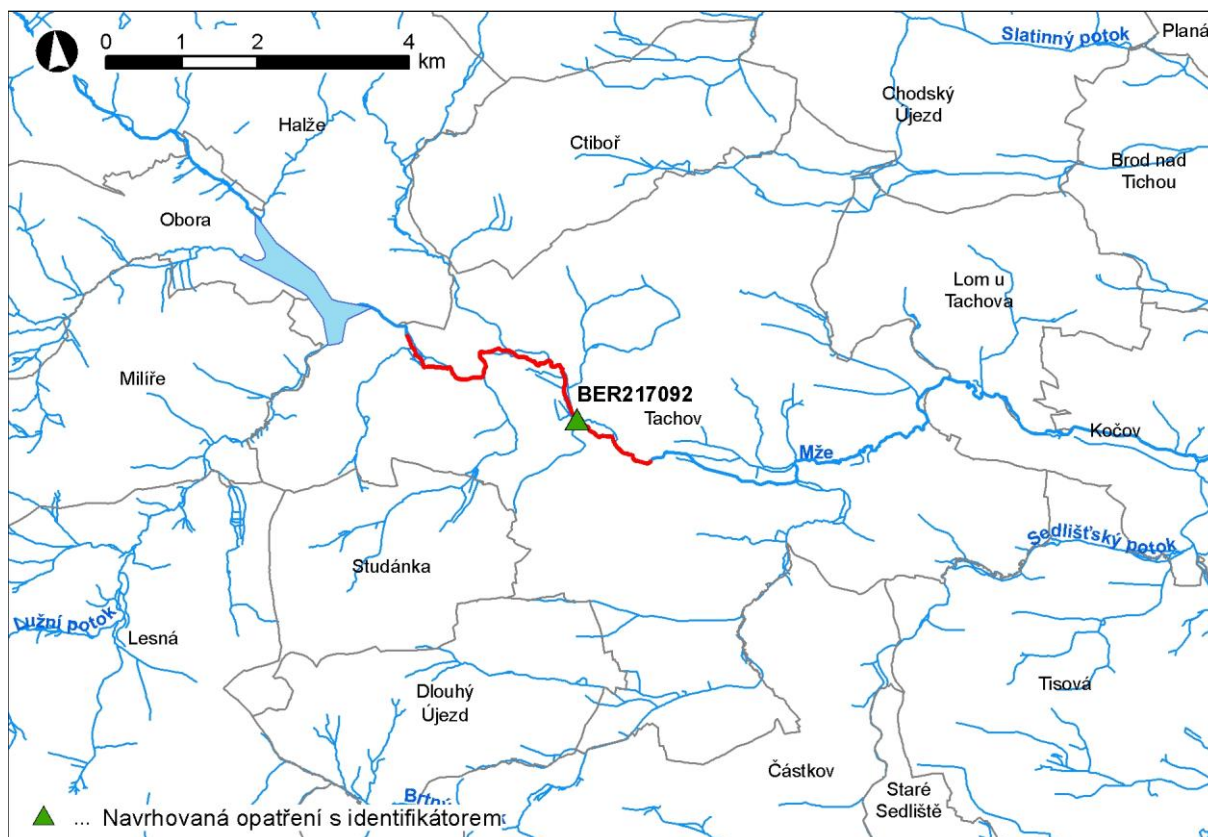 0 1 2 4
km
Slatinný potok
Planá
Halže
Ctiboř
Chodský
Újezd
Brod nad
Tichou
Obora
Lom u
Tachova
Milíře
BER217092
Tachov
Kočov
Mže
Sedlišťský potok
Studánka
Lužní potok
Lesná
Tisová
Dlouhý
Újezd
Částkov
Staré
Sedliště
... Navrhovaná opatření s identifikátorem